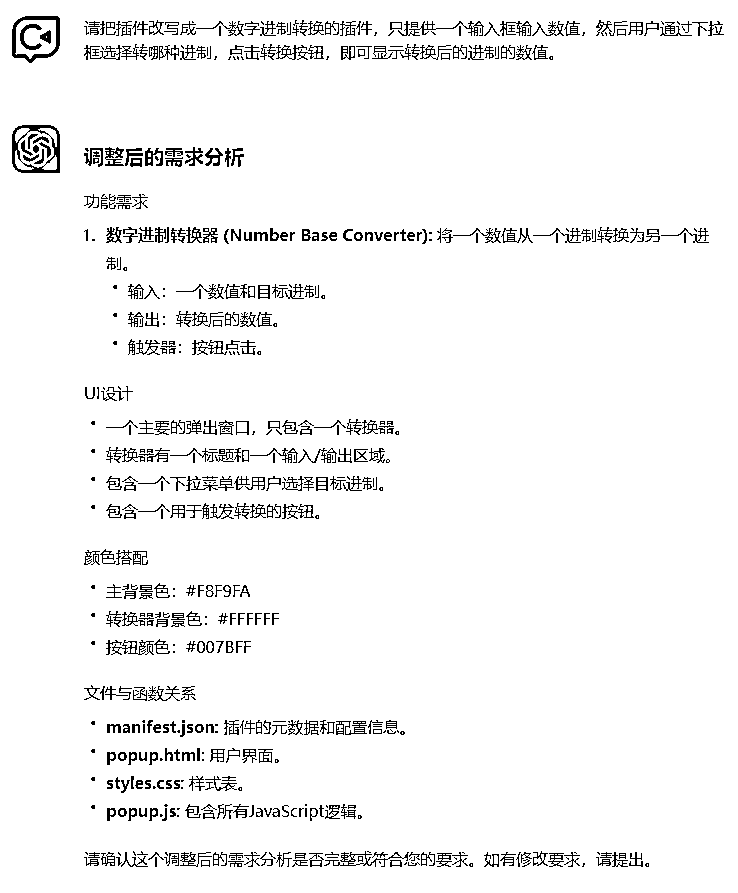 请把插件改写成一个数字进制转换的插件，只提供一个输入框输入数值，然后用户通过下拉
框选择转哪种进制，点击转换按钮，即可显示转换后的进制的数值。
调整后的需求分析
功能需求
1. 数字进制转换器 (Number Base Converter): 将一个数值从一个进制转换为另一个进
制。
• 输入：一个数值和目标进制。
• 输出：转换后的数值。
• 触发器：按钮点击。
UI设计
• 一个主要的弹出窗口，只包含一个转换器。
• 转换器有一个标题和一个输入/输出区域。
• 包含一个下拉菜单供用户选择目标进制。
• 包含一个用于触发转换的按钮。
颜色搭配
• 主背景色：#F8F9FA
• 转换器背景色：#FFFFFF
• 按钮颜色：#007BFF
文件与函数关系
• manifest.json: 插件的元数据和配置信息。
• popup.html: 用户界面。
• styles.css: 样式表。
• popup.js: 包含所有JavaScript逻辑。
请确认这个调整后的需求分析是否完整或符合您的要求。如有修改要求，请提出。